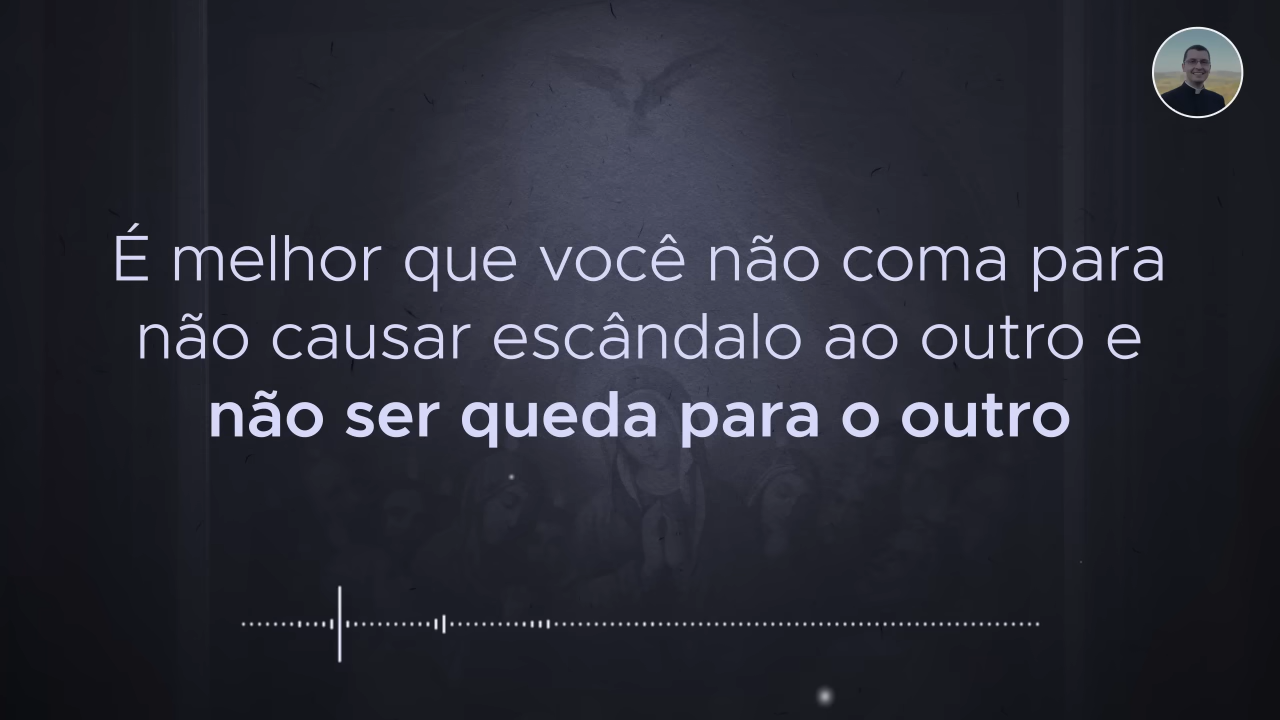 É melhor que você não coma para
não causar escândalo ao outro e
não ser queda para o outro